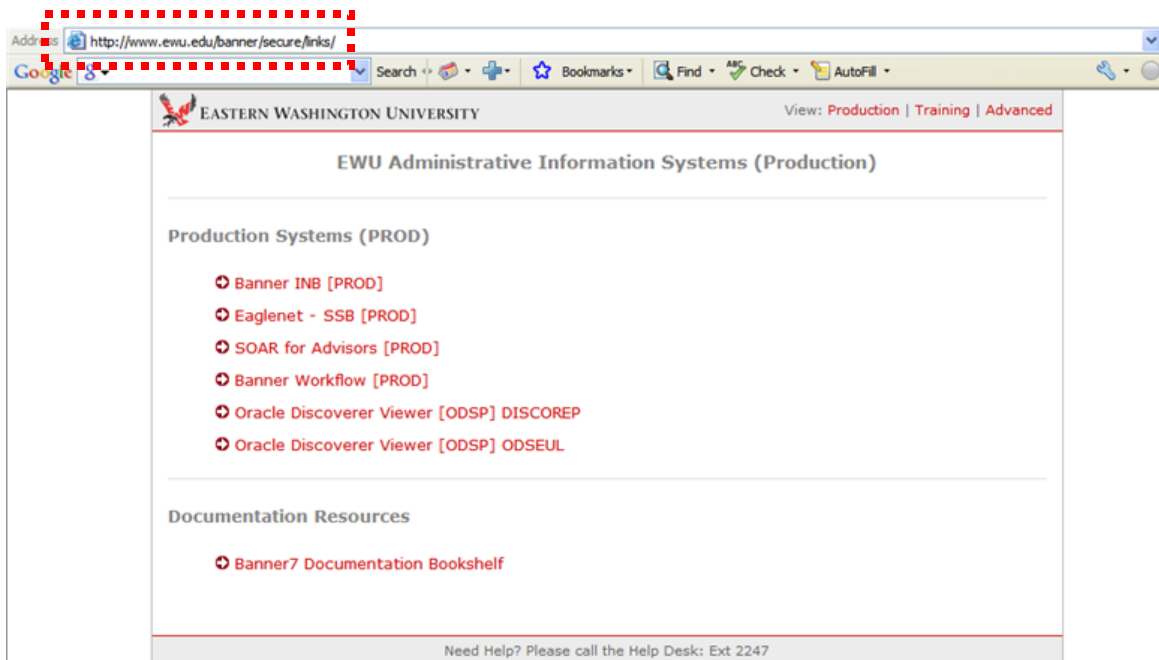 Address http://www.ewu.edu/banner/secure/links/
Google Search Bookmarks Find ABC Check AutoFill
EASTERN WASHINGTON UNIVERSITY View: Production | Training | Advanced
EWU Administrative Information Systems (Production)
Production Systems (PROD)
Banner INB [PROD]
Eaglenet - SSB [PROD]
SOAR for Advisors [PROD]
Banner Workflow [PROD]
Oracle Discoverer Viewer [ODSP] DISCOREP
Oracle Discoverer Viewer [ODSP] ODSEUL
Documentation Resources
Banner7 Documentation Bookshelf
Need Help? Please call the Help Desk: Ext 2247